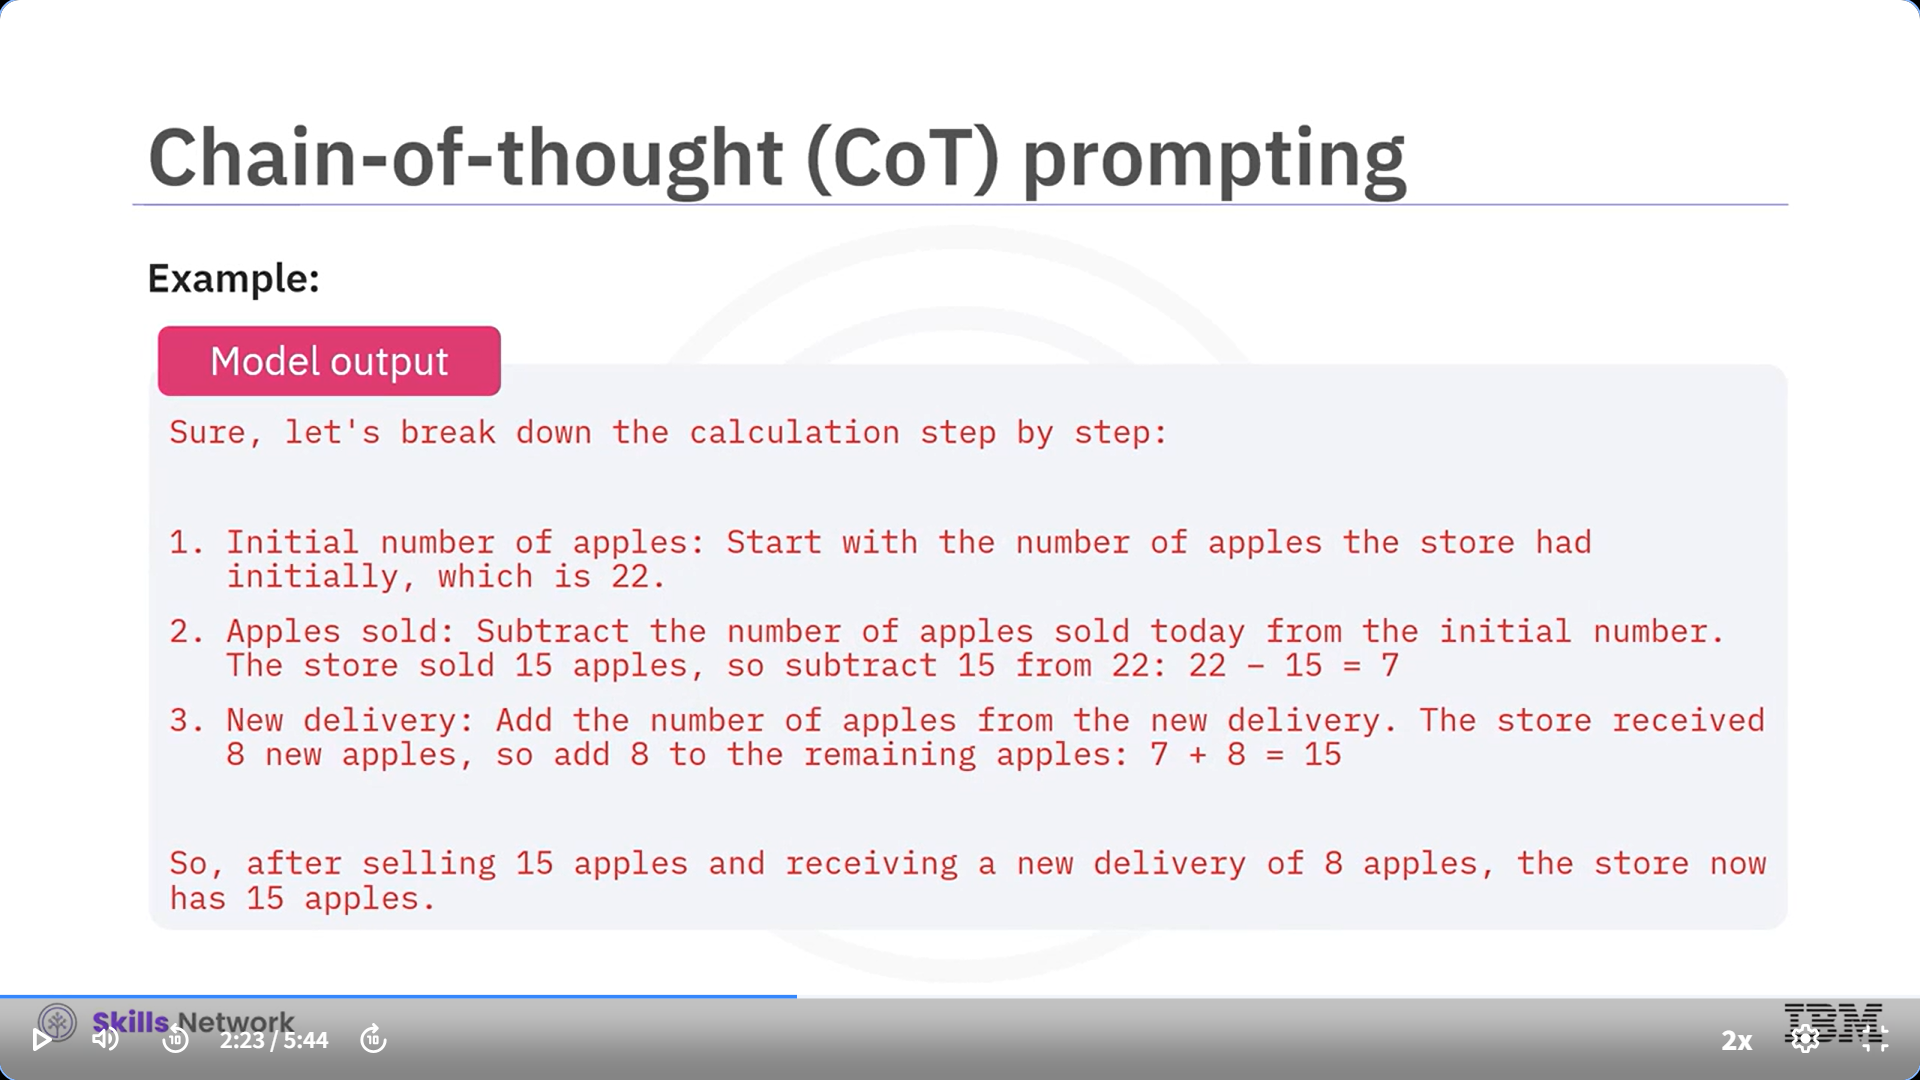 Chain-of-thought (CoT) prompting
Example:
Model output
Sure, let's break down the calculation step by step:
1. Initial number of apples: Start with the number of apples the store had
initially, which is 22.
2. Apples sold: Subtract the number of apples sold today from the initial number.
The store sold 15 apples, so subtract 15 from 22: 22 – 15 = 7
3. New delivery: Add the number of apples from the new delivery. The store received
8 new apples, so add 8 to the remaining apples: 7 + 8 = 15
So, after selling 15 apples and receiving a new delivery of 8 apples, the store now
has 15 apples.
Skills Network
IBM
10
2:23 / 5:44
10
2x